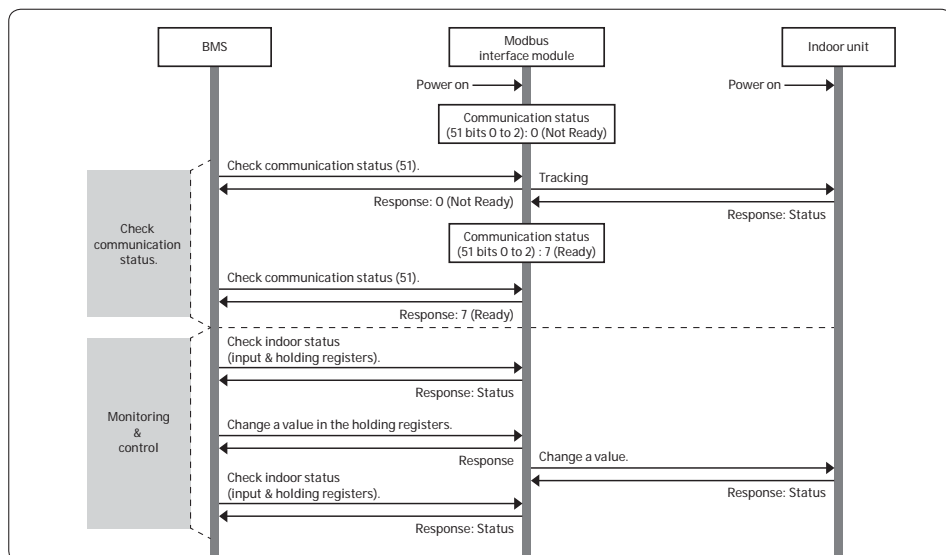 BMS
Modbus
interface module
Indoor unit
Power on
Power on
Communication status
(51 bits 0 to 2): 0 (Not Ready)
Check communication status (51).
Tracking
Response: 0 (Not Ready)
Response: Status
Check
communication
status.
Communication status
(51 bits 0 to 2) : 7 (Ready)
Check communication status (51).
Response: 7 (Ready)
Check indoor status
(input & holding registers).
Response: Status
Monitoring
&
control
Change a value in the holding registers.
Response
Change a value.
Check indoor status
(input & holding registers).
Response: Status
Response: Status